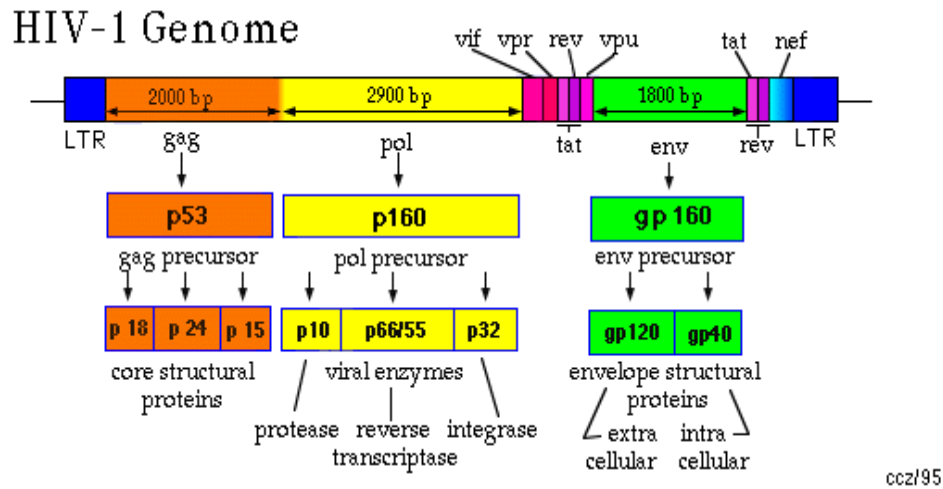 HIV-1 Genome
vif vpr rev vpu tat nef
2000 bp 2900 bp 1800 bp
LTR gag pol tat env rev LTR
p53 p160 gp 160
gag precursor pol precursor env precursor
p 18 p 24 p 15 p10 p66/55 p32 gp120 gp40
core structural
proteins
viral enzymes
envelope structural
proteins
protease reverse
transcriptase
integrase
extra
cellular
intra
cellular
ccz/95